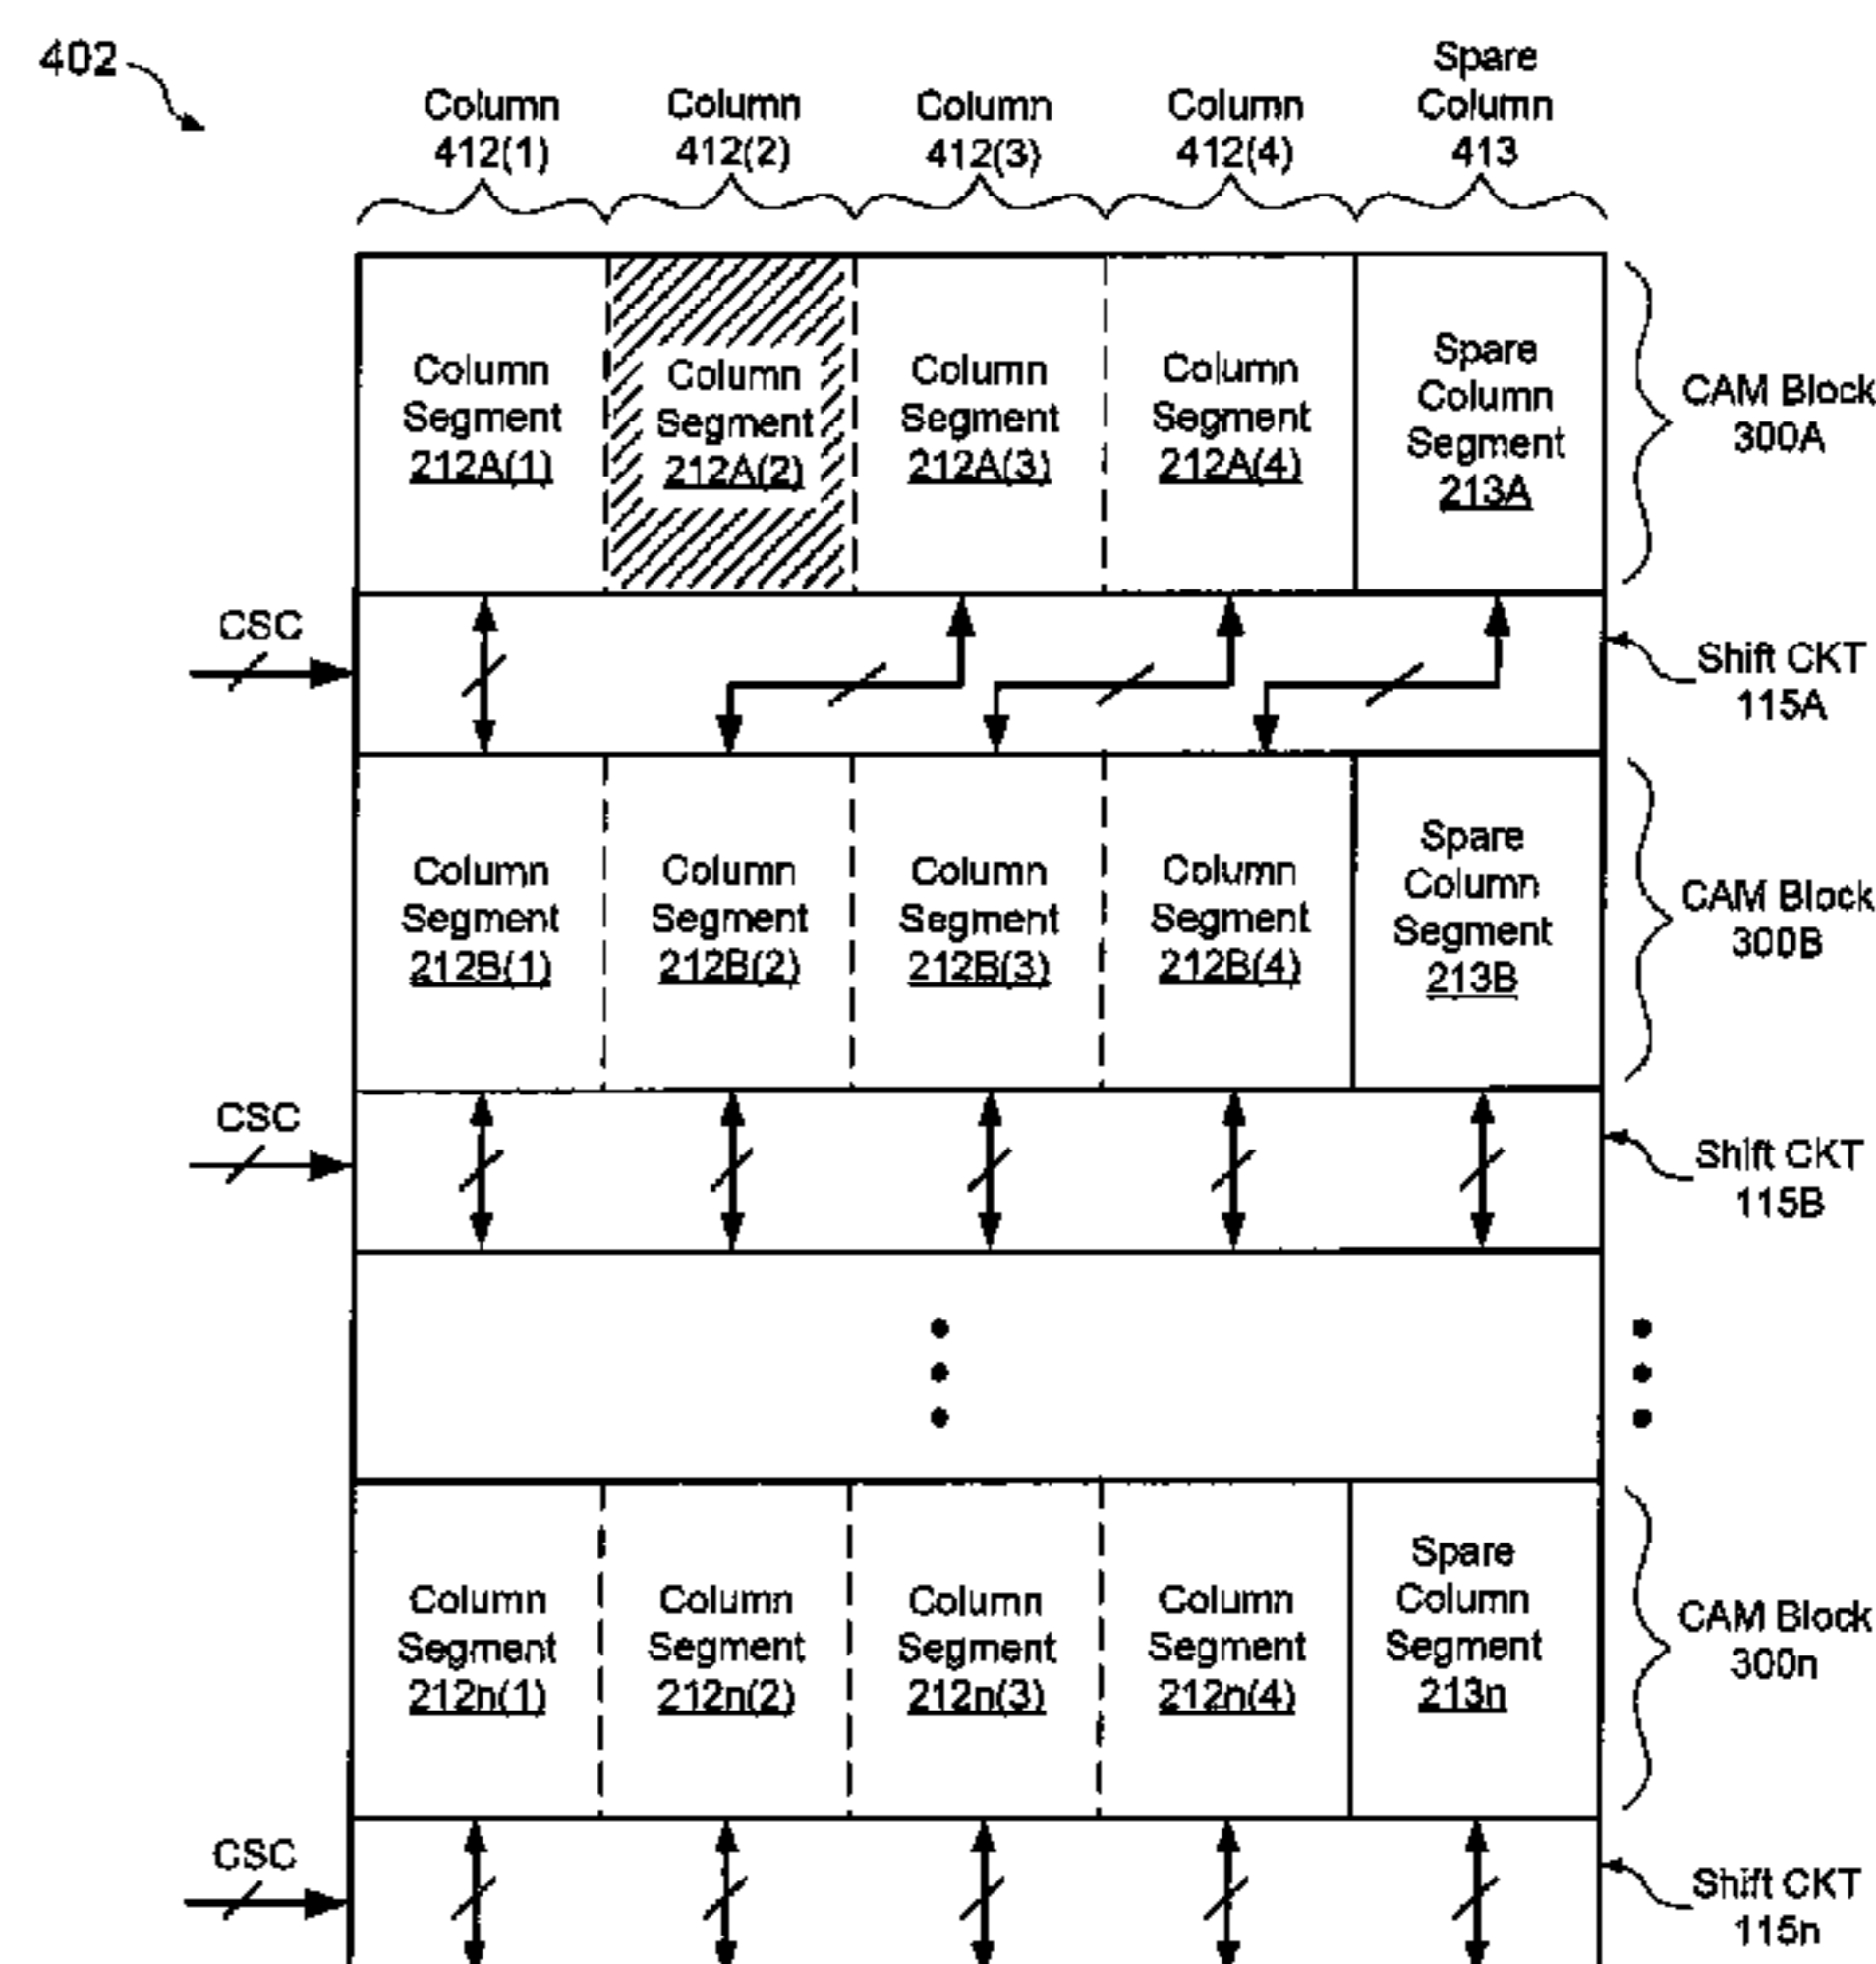 402
Column
412(1)
Column
412(2)
Column
412(3)
Column
412(4)
Spare
Column
413
Column
Segment
212A(1)
Column
Segment
212A(2)
Column
Segment
212A(3)
Column
Segment
212A(4)
Spare
Column
Segment
213A
CAM Block
300A
CSC
Shift CKT
115A
Column
Segment
212B(1)
Column
Segment
212B(2)
Column
Segment
212B(3)
Column
Segment
212B(4)
Spare
Column
Segment
213B
CAM Block
300B
CSC
Shift CKT
115B
Column
Segment
212n(1)
Column
Segment
212n(2)
Column
Segment
212n(3)
Column
Segment
212n(4)
Spare
Column
Segment
213n
CAM Block
300n
CSC
Shift CKT
115n